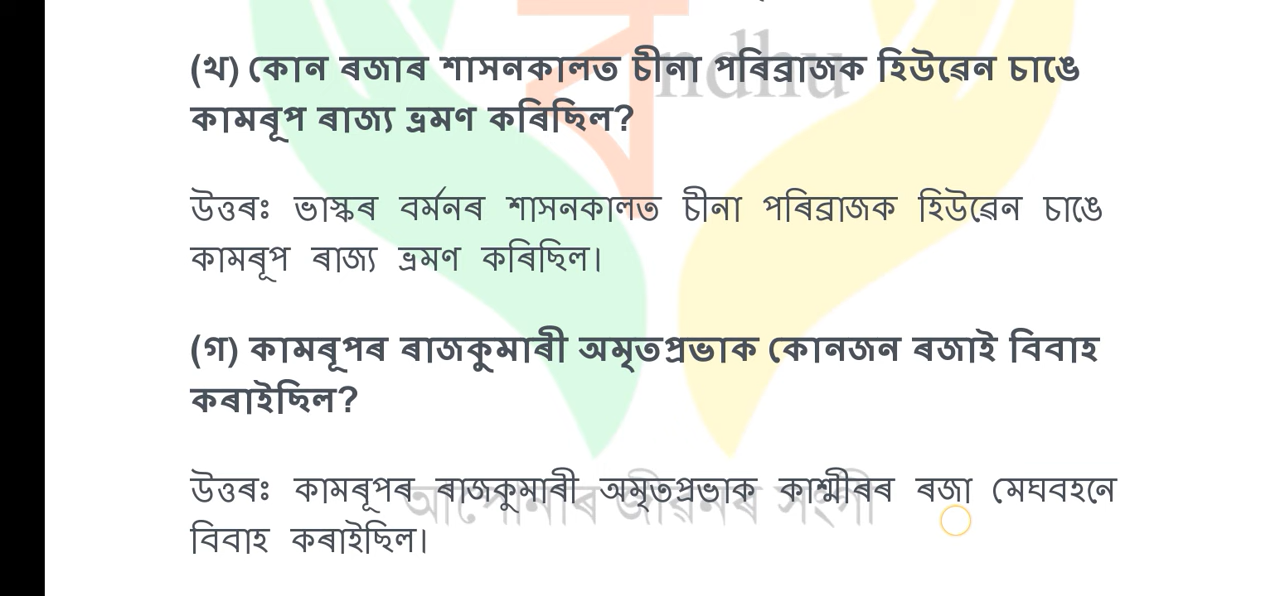 (খ) কোন ৰজাৰ শাসনকালত চীনা পৰিব্ৰাজক হিউৱেন চাঙে
কামৰূপ ৰাজ্য ভ্ৰমণ কৰিছিল?
উত্তৰঃ ভাস্কৰ বৰ্মনৰ শাসনকালত চীনা পৰিব্ৰাজক হিউৱেন চাঙে
কামৰূপ ৰাজ্য ভ্ৰমণ কৰিছিল।
(গ) কামৰূপৰ ৰাজকুমাৰী অমৃতপ্ৰভাক কোনজন ৰজাই বিবাহ
কৰাইছিল?
উত্তৰঃ কামৰূপৰ ৰাজকুমাৰী অমৃতপ্ৰভাক কাশ্মীৰৰ ৰজা মেঘবহনে
আপোনাৰ জীৱনৰ সংগী
বিবাহ কৰাইছিল।